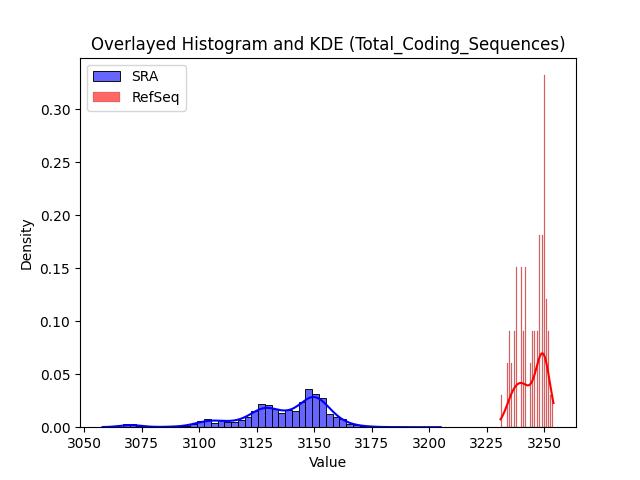 Overlayed Histogram and KDE (Total_Coding_Sequences)
SRA
RefSeq
0.30
0.25
0.20
0.15
0.10
0.05
0.00
Density
3050 3075 3100 3125 3150 3175 3200 3225 3250
Value